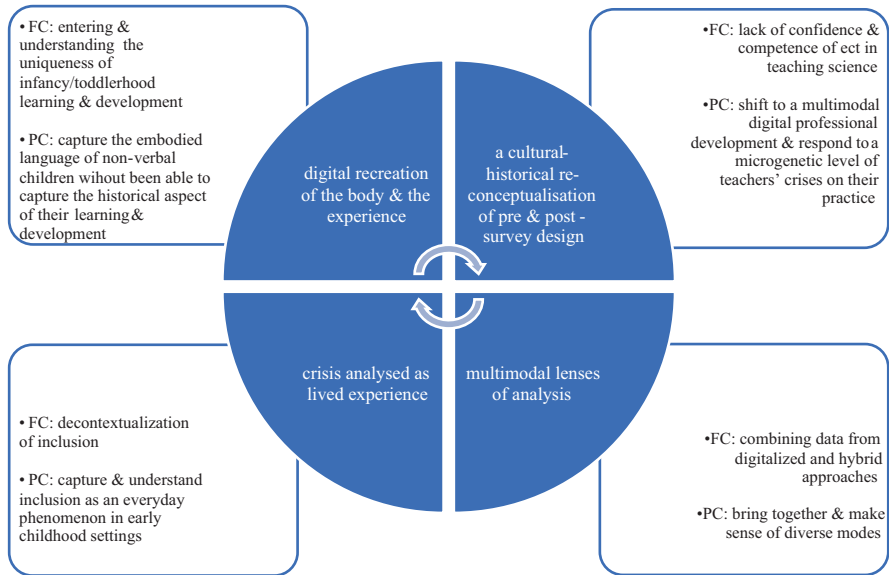 • FC: entering &
understanding the
uniqueness of
infancy/toddlerhood
learning & development
• PC: capture the embodied
language of non-verbal
children wihout been able to
capture the historical aspect
of their learning &
development
digital recreation
of the body & the
experience
a cultural-
historical re-
conceptualisation
of pre & post -
survey design
•FC: lack of confidence &
competence of ect in
teaching science
•PC: shift to a multimodal
digital professional
development & respond to a
microgenetic level of
teachers' crises on their
practice
• FC: decontextualization
of inclusion
• PC: capture & understand
inclusion as an everyday
phenomenon in early
childhood settings
crisis analysed as
lived experience
multimodal lenses
of analysis
•FC: combining data from
digitalized and hybrid
approaches
•PC: bring together & make
sense of diverse modes